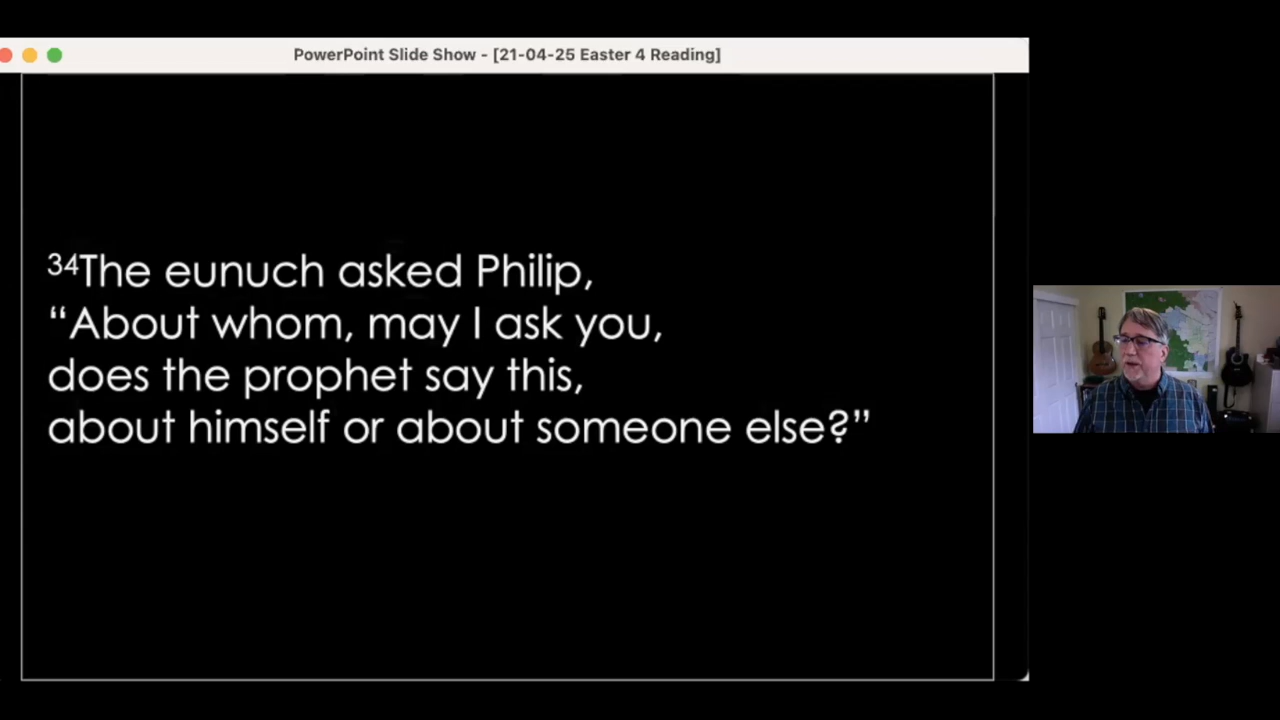 PowerPoint Slide Show - [21-04-25 Easter 4 Reading]
³⁴The eunuch asked Philip,
“About whom, may I ask you,
does the prophet say this,
about himself or about someone else?”